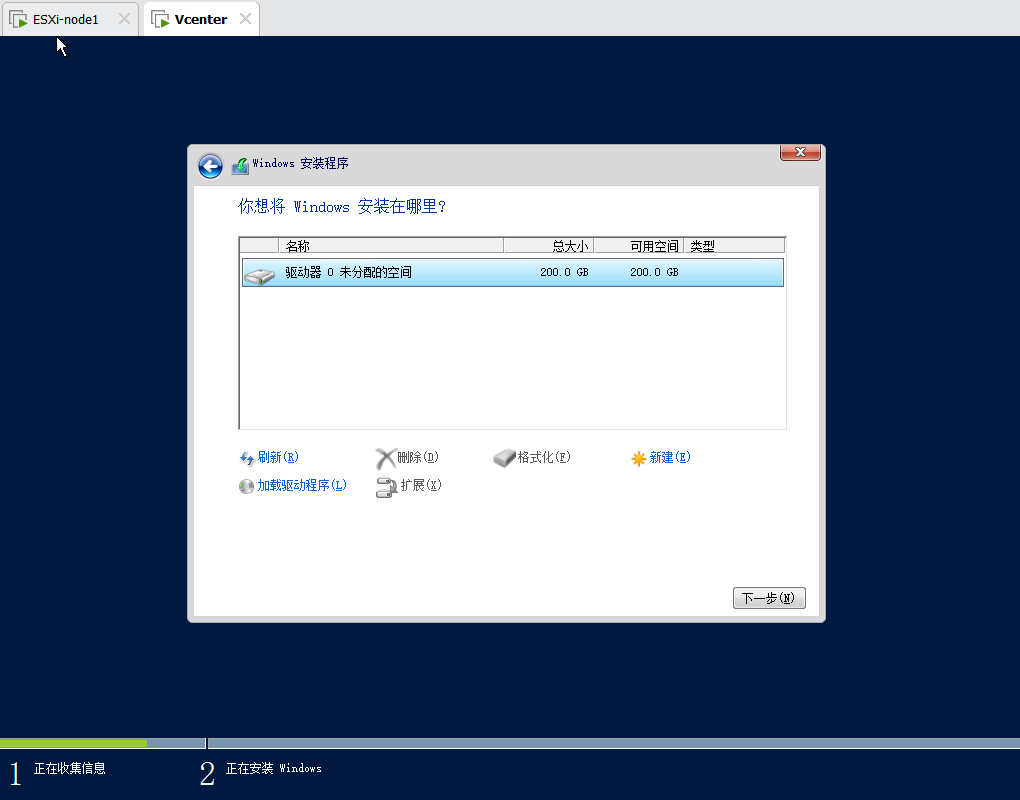 ESXi-node1
Vcenter
Windows 安装程序
你想将 Windows 安装在哪里?
名称 总大小 可用空间 类型
驱动器 0 未分配的空间 200.0 GB 200.0 GB
刷新(R) 删除(D) 格式化(F) 新建(E)
加载驱动程序(L) 扩展(X)
下一步(N)
1 正在收集信息 2 正在安装 Windows